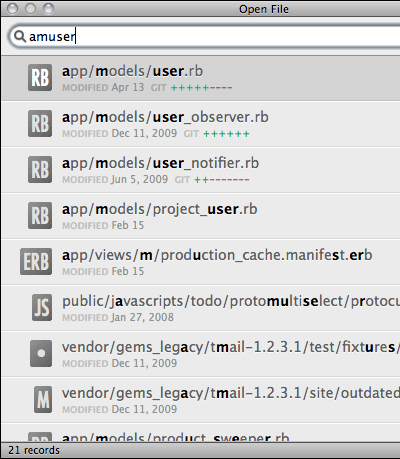 Open File
amuser
RB
app/models/user.rb
MODIFIED Apr 13 GIT +++++----
RB
app/models/user_observer.rb
MODIFIED Dec 11, 2009 GIT ++++++
RB
app/models/user_notifier.rb
MODIFIED Jun 5, 2009 GIT ++-------
RB
app/models/project_user.rb
MODIFIED Feb 15
ERB
app/views/m/production_cache.manifest.erb
MODIFIED Feb 15
JS
public/javascripts/todo/protomultiselect/protocu
MODIFIED Jan 27, 2008
vendor/gems_legacy/tmail-1.2.3.1/test/fixtures/
MODIFIED Dec 11, 2009
M
vendor/gems_legacy/tmail-1.2.3.1/site/outdated
MODIFIED Dec 11, 2009
RB
app/models/product_sweeper.rb
21 records